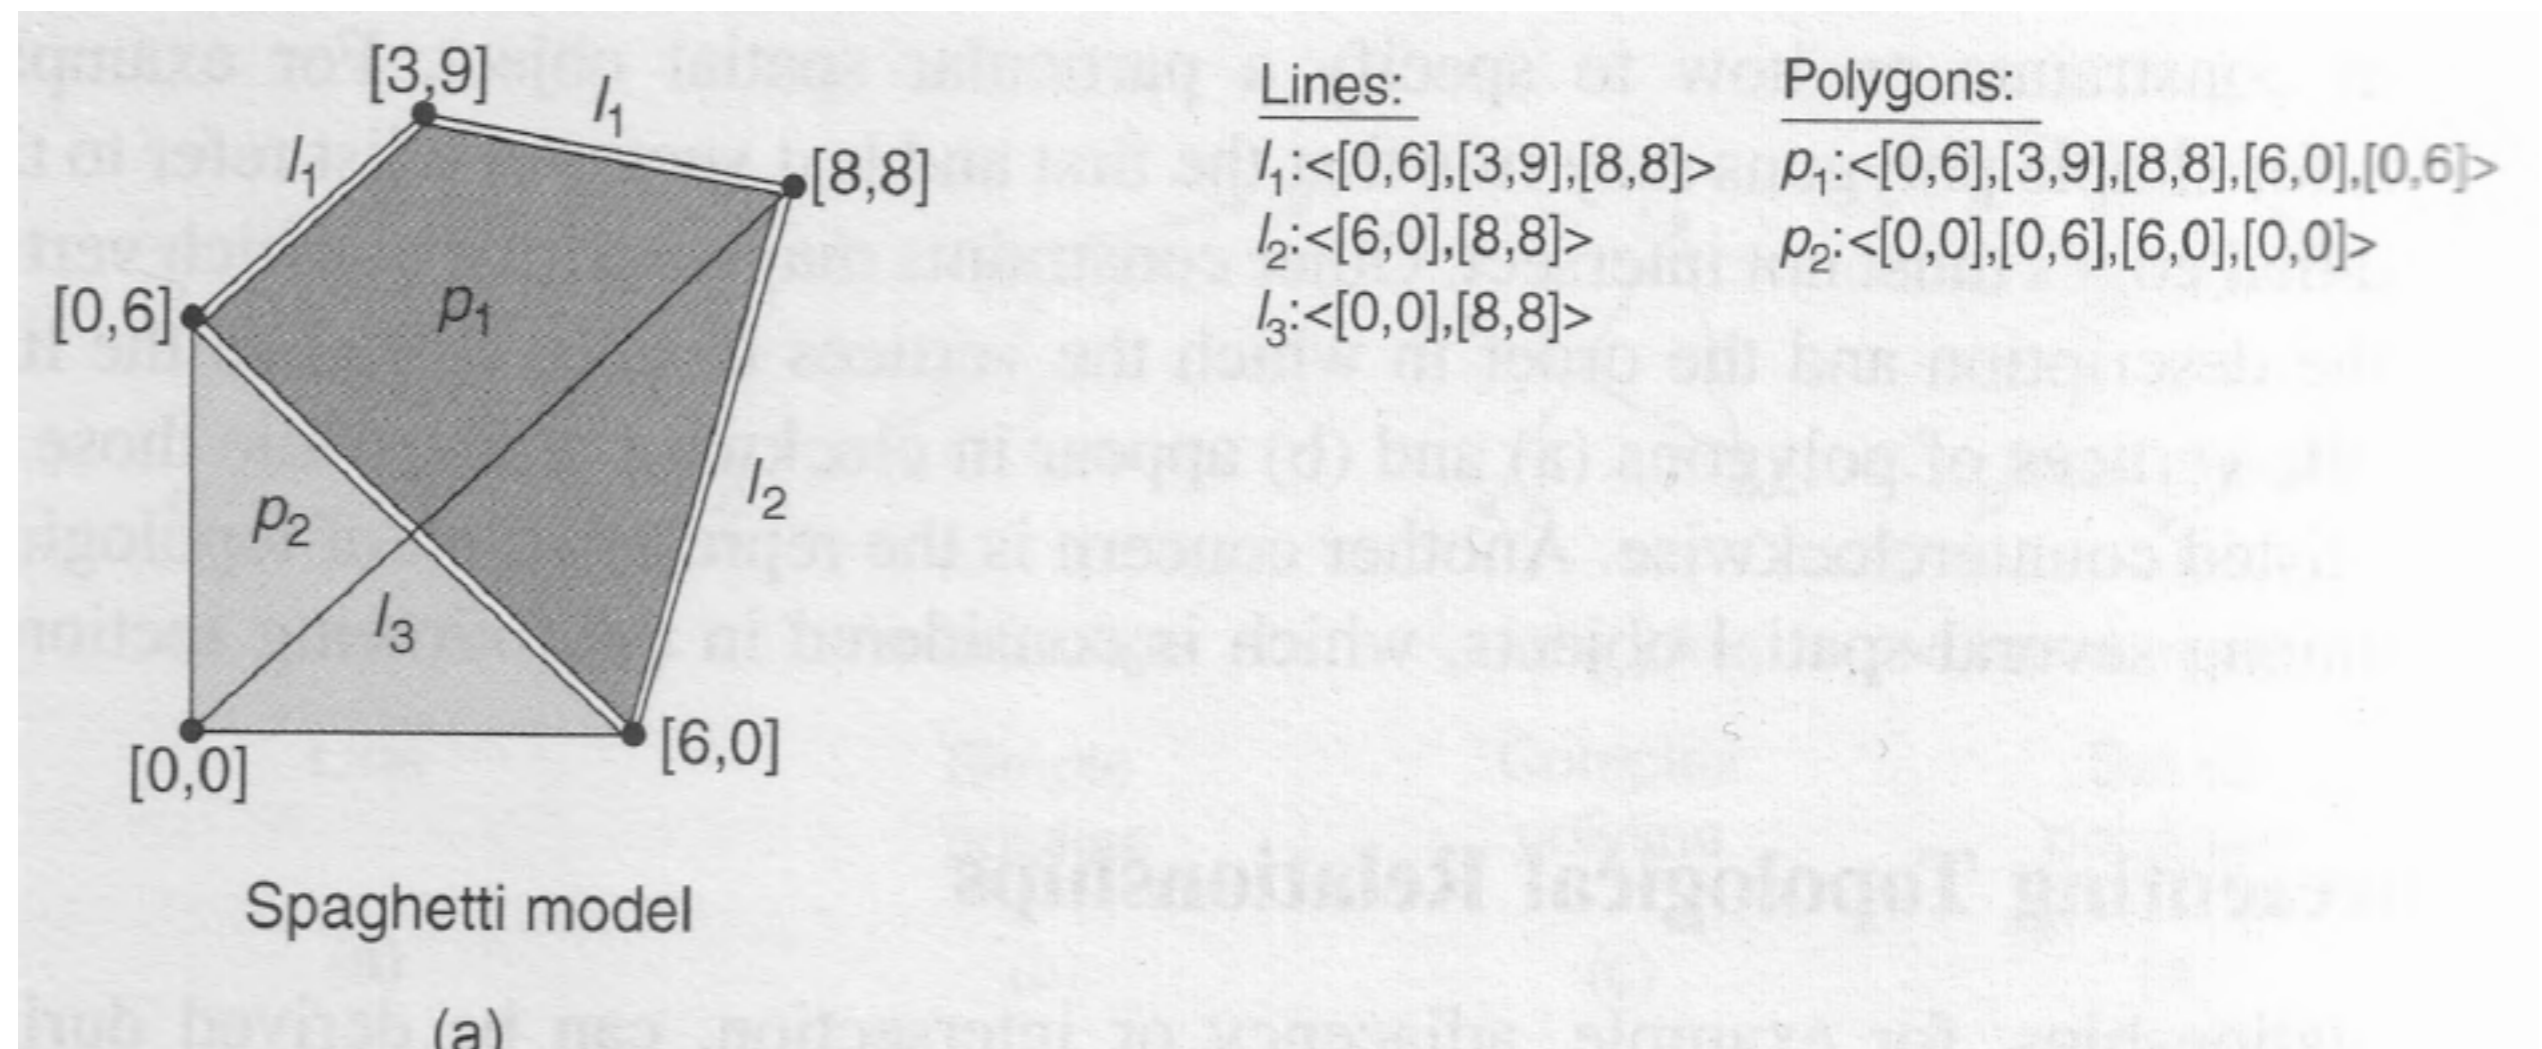 [3,9]
l1
l1
[8,8]
[0,6]
p1
l2
p2
l3
[0,0]
[6,0]
Spaghetti model
(a)
Lines:
l1:<[0,6],[3,9],[8,8]>
l2:<[6,0],[8,8]>
l3:<[0,0],[8,8]>
Polygons:
p1:<[0,6],[3,9],[8,8],[6,0],[0,6]>
p2:<[0,0],[0,6],[6,0],[0,0]>